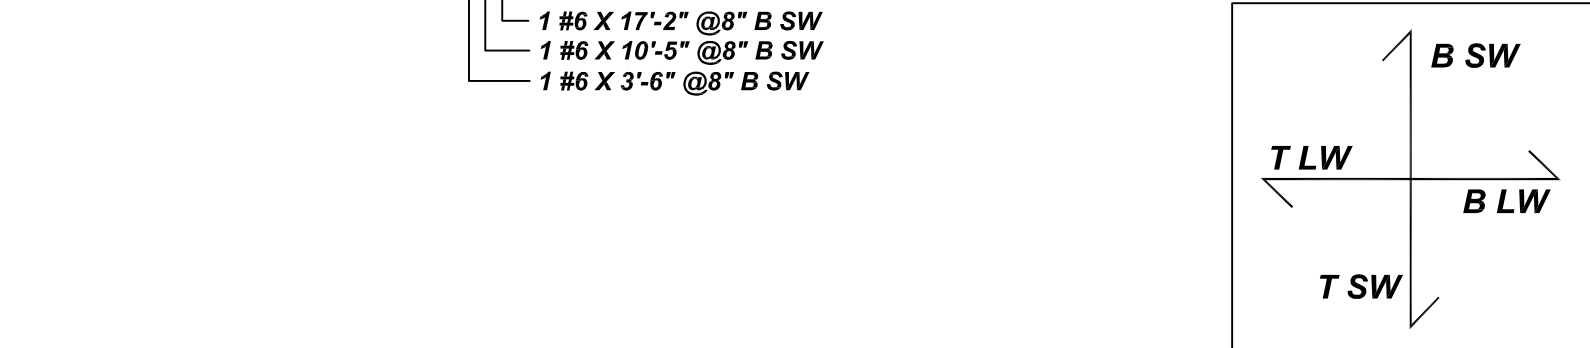 1 #6 X 17'-2" @8" B SW
1 #6 X 10'-5" @8" B SW
1 #6 X 3'-6" @8" B SW
B SW
T LW
B LW
T SW